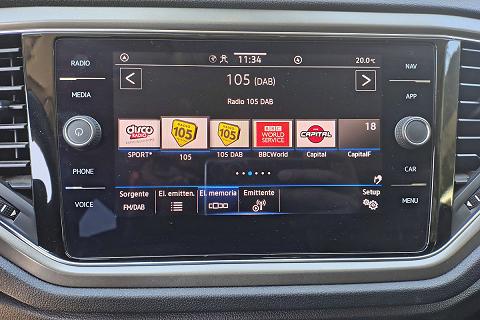 RADIO
MEDIA
PHONE
VOICE
11:34
20.0°C
105 (DAB)
Radio 105 DAB
disco
RADIO
105
105
BBC
WORLD
SERVICE
CAPITAL
18
SPORT*
105
105 DAB
BBCWorld
Capital
CapitalF
Sorgente
FM/DAB
El. emitten.
El. memoria
Emittente
Setup
NAV
APP
CAR
MENU